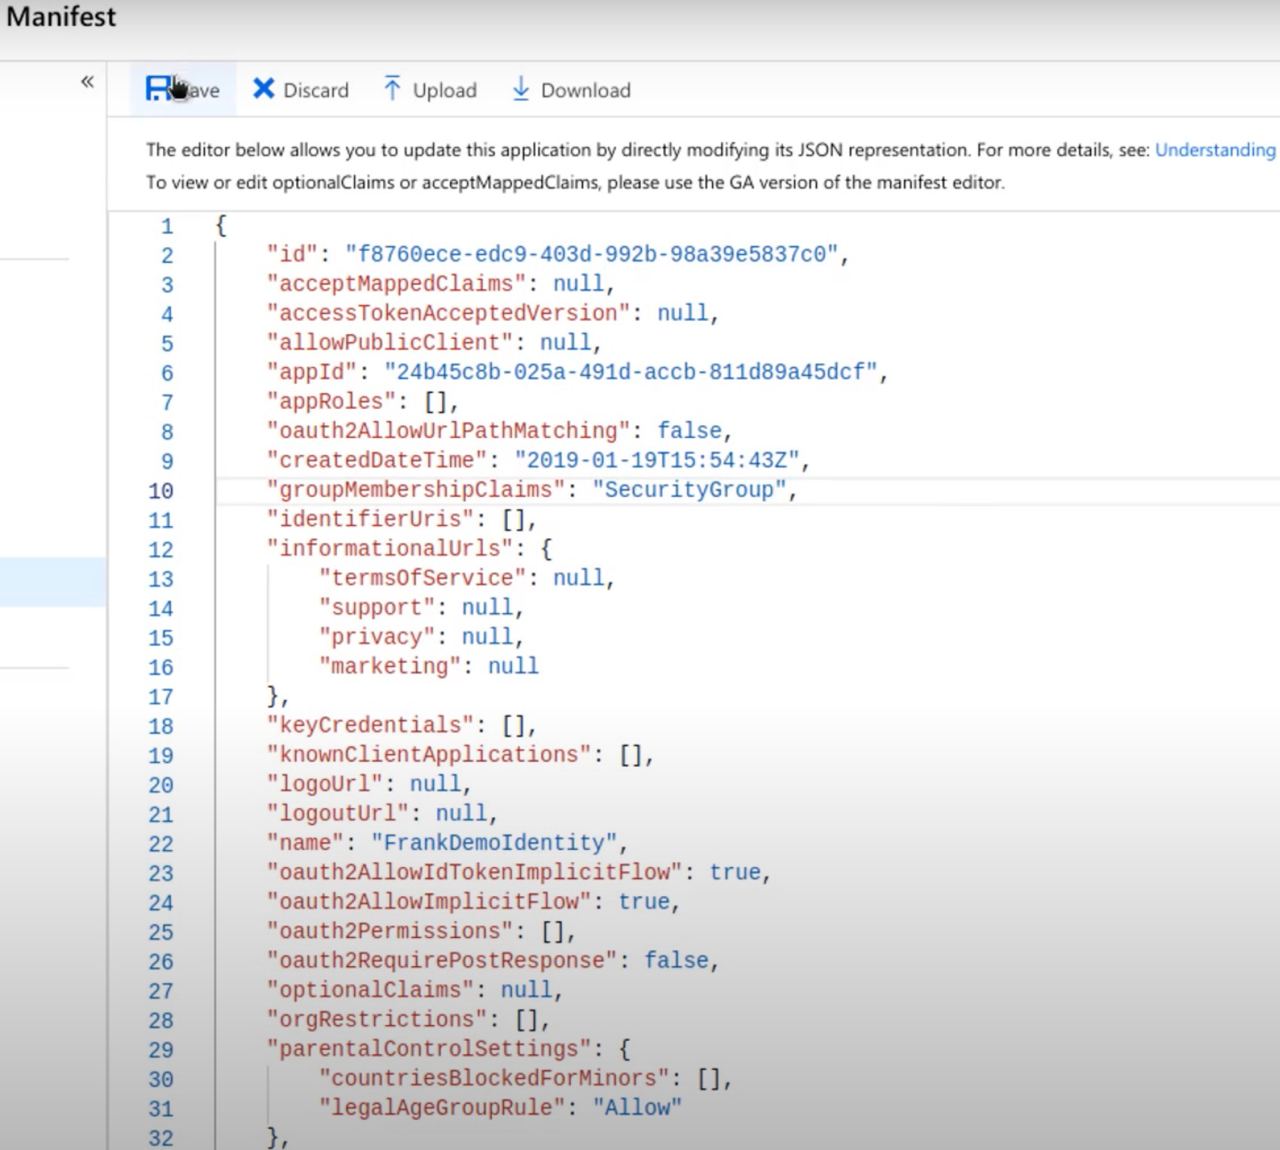 Manifest
«
ave Discard Upload Download
The editor below allows you to update this application by directly modifying its JSON representation. For more details, see: Understanding
To view or edit optionalClaims or acceptMappedClaims, please use the GA version of the manifest editor.
1 {
2 "id": "f8760ece-edc9-403d-992b-98a39e5837c0",
3 "acceptMappedClaims": null,
4 "accessTokenAcceptedVersion": null,
5 "allowPublicClient": null,
6 "appId": "24b45c8b-025a-491d-accb-811d89a45dcf",
7 "appRoles": [],
8 "oauth2AllowUrlPathMatching": false,
9 "createdDateTime": "2019-01-19T15:54:43Z",
10 "groupMembershipClaims": "SecurityGroup",
11 "identifierUris": [],
12 "informationalUrls": {
13 "termsOfService": null,
14 "support": null,
15 "privacy": null,
16 "marketing": null
17 },
18 "keyCredentials": [],
19 "knownClientApplications": [],
20 "logoUrl": null,
21 "logoutUrl": null,
22 "name": "FrankDemoIdentity",
23 "oauth2AllowIdTokenImplicitFlow": true,
24 "oauth2AllowImplicitFlow": true,
25 "oauth2Permissions": [],
26 "oauth2RequirePostResponse": false,
27 "optionalClaims": null,
28 "orgRestrictions": [],
29 "parentalControlSettings": {
30 "countriesBlockedForMinors": [],
31 "legalAgeGroupRule": "Allow"
32 },